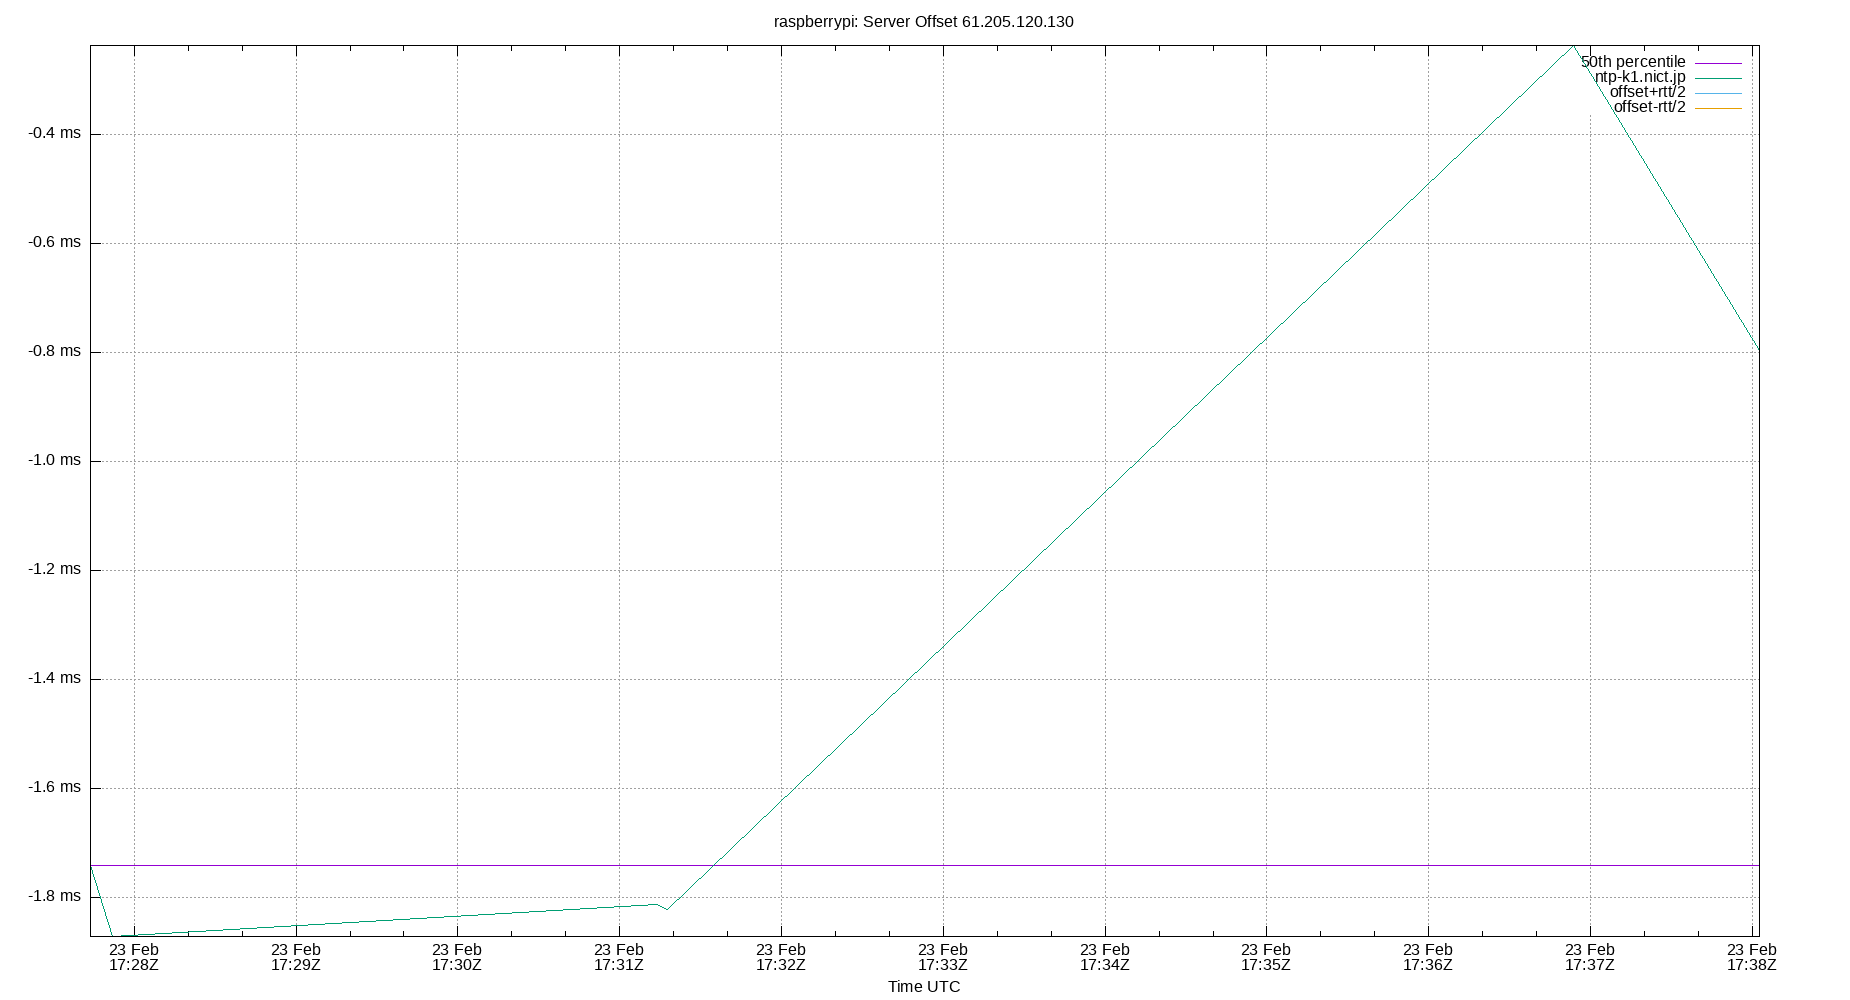 raspberrypi: Server Offset 61.205.120.130
50th percentile
ntp-k1.nict.jp
offset+rtt/2
offset-rtt/2
-0.4 ms
-0.6 ms
-0.8 ms
-1.0 ms
-1.2 ms
-1.4 ms
-1.6 ms
-1.8 ms
23 Feb 23 Feb 23 Feb 23 Feb 23 Feb 23 Feb 23 Feb 23 Feb 23 Feb 23 Feb 23 Feb
17:28Z 17:29Z 17:30Z 17:31Z 17:32Z 17:33Z 17:34Z 17:35Z 17:36Z 17:37Z 17:38Z
Time UTC